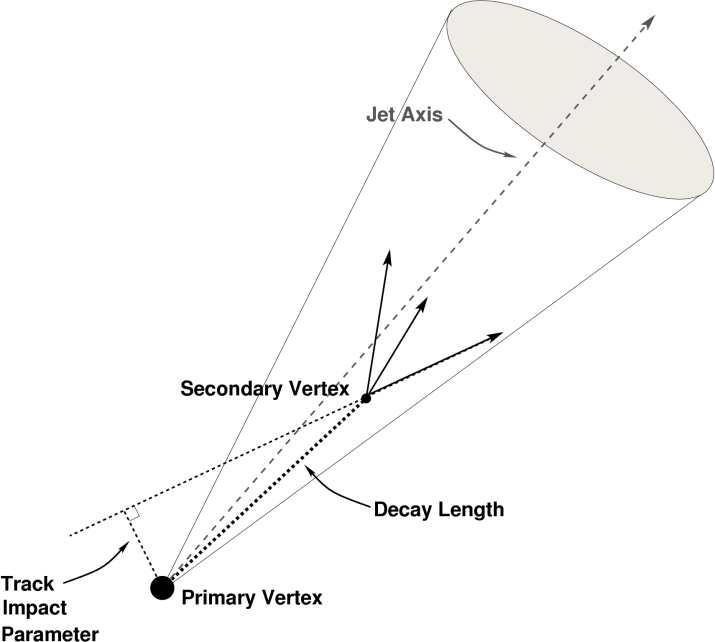 Jet Axis
Secondary Vertex
Decay Length
Track
Impact
Parameter
Primary Vertex